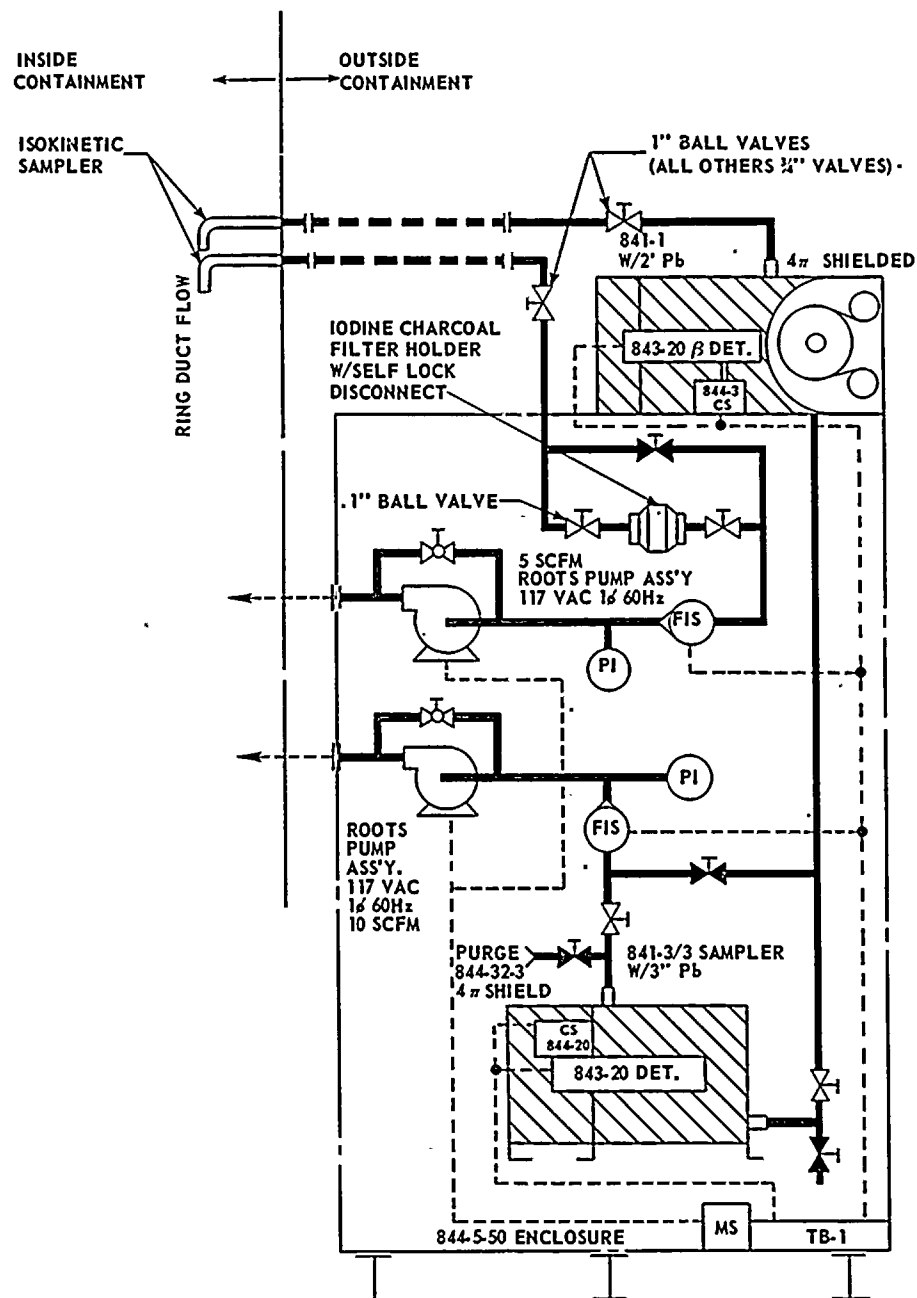 INSIDE
CONTAINMENT
OUTSIDE
CONTAINMENT
ISOKINETIC
SAMPLER
1" BALL VALVES
(ALL OTHERS ¾" VALVES)
841-1
W/2' Pb
4π SHIELDED
RING DUCT FLOW
IODINE CHARCOAL
FILTER HOLDER
W/SELF LOCK
DISCONNECT
843-20 β DET.
844-3
CS
.1" BALL VALVE
5 SCFM
ROOTS PUMP ASS'Y
117 VAC 1ø 60Hz
FIS
PI
PI
FIS
ROOTS
PUMP
ASS'Y.
117 VAC
1ø 60Hz
10 SCFM
PURGE
844-32-3
4π SHIELD
841-3/3 SAMPLER
W/3" Pb
CS
844-20
843-20 DET.
844-5-50 ENCLOSURE
MS
TB-1